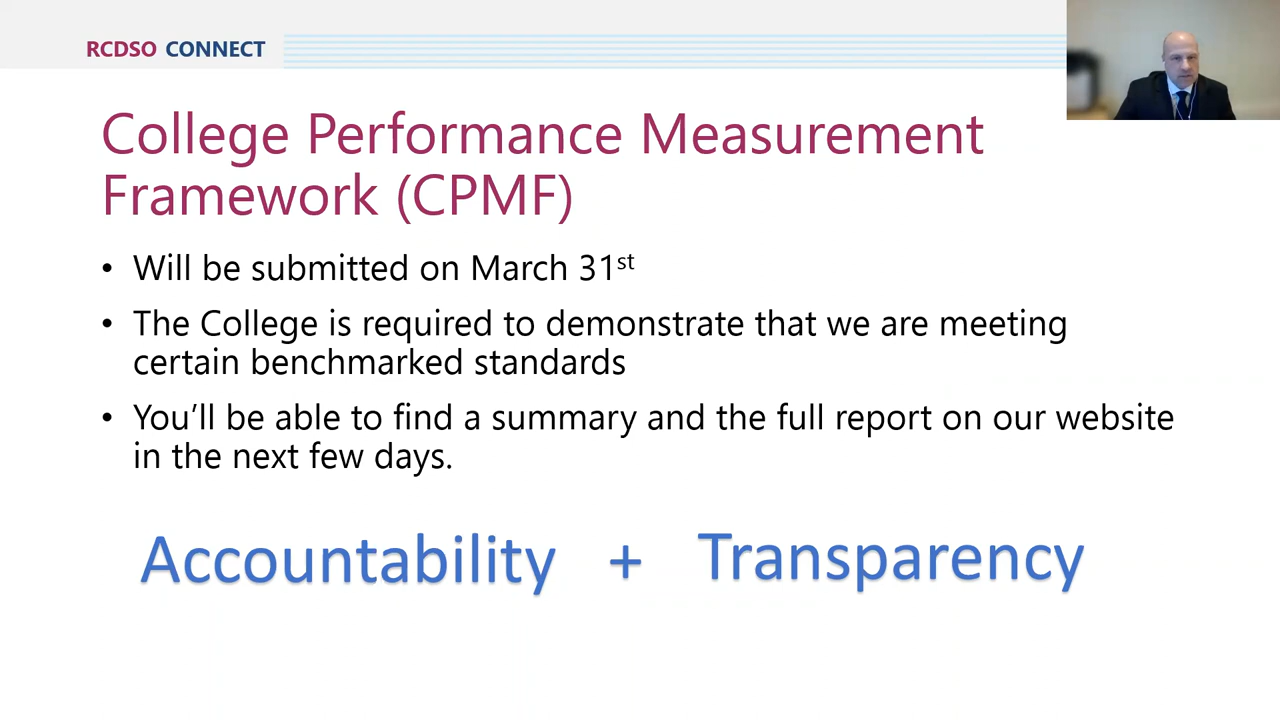 RCDSO CONNECT
College Performance Measurement
Framework (CPMF)
• Will be submitted on March 31st
• The College is required to demonstrate that we are meeting
certain benchmarked standards
• You’ll be able to find a summary and the full report on our website
in the next few days.
Accountability + Transparency